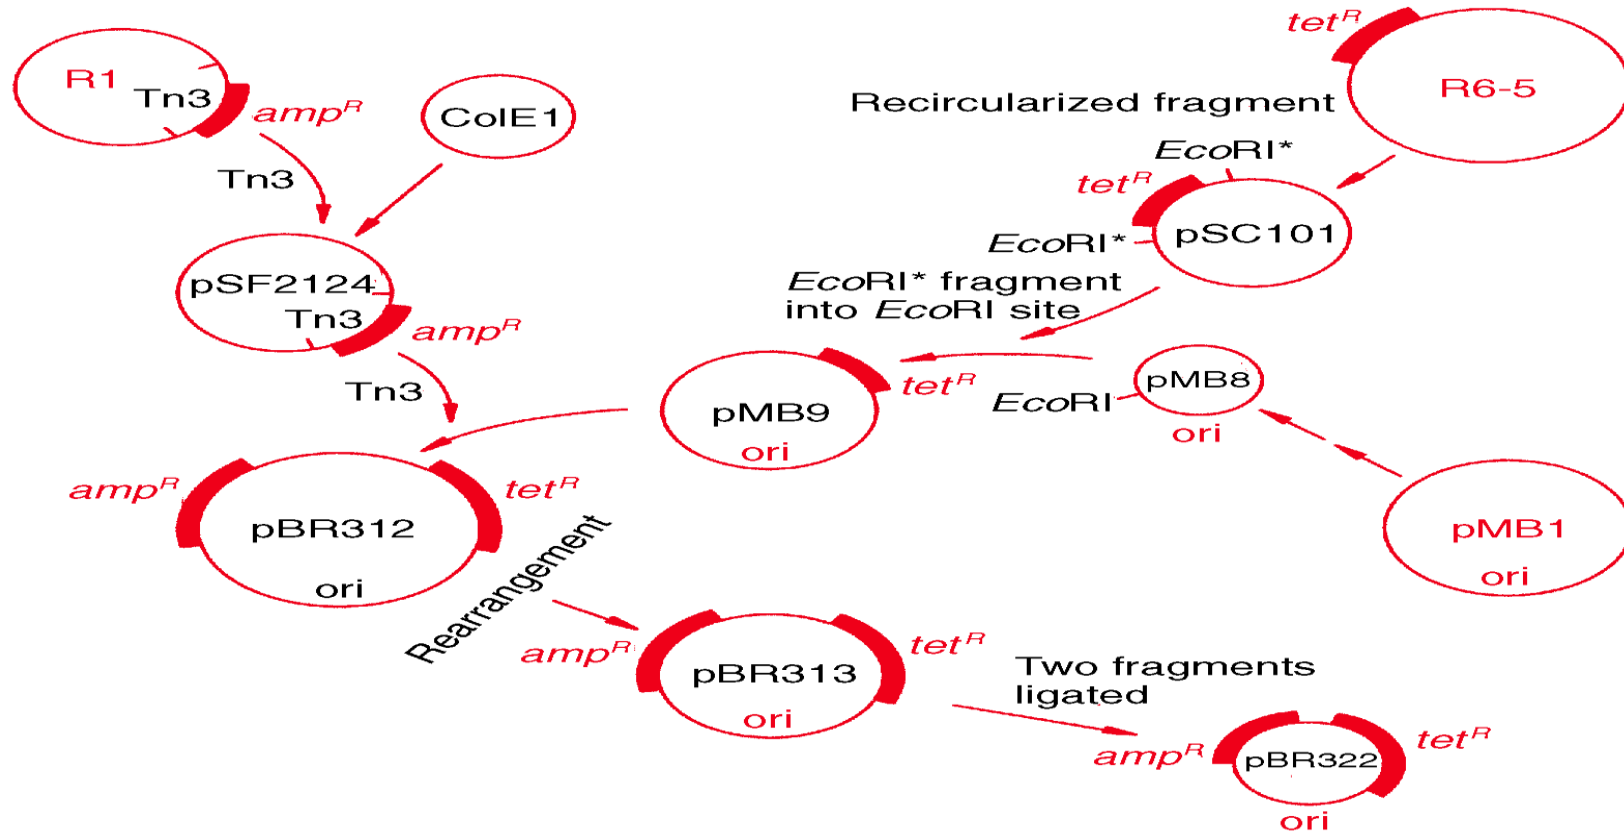 tetᴿ
R1
Tn3
ampᴿ
ColE1
R6-5
Recircularized fragment
EcoRI*
Tn3
tetᴿ
pSC101
EcoRI*
pSF2124
Tn3
ampᴿ
EcoRI* fragment
into EcoRI site
Tn3
pMB9
ori
tetᴿ
pMB8
EcoRI
ori
ampᴿ
tetᴿ
pBR312
ori
pMB1
ori
Rearrangement
ampᴿ
tetᴿ
pBR313
ori
Two fragments
ligated
ampᴿ
tetᴿ
pBR322
ori